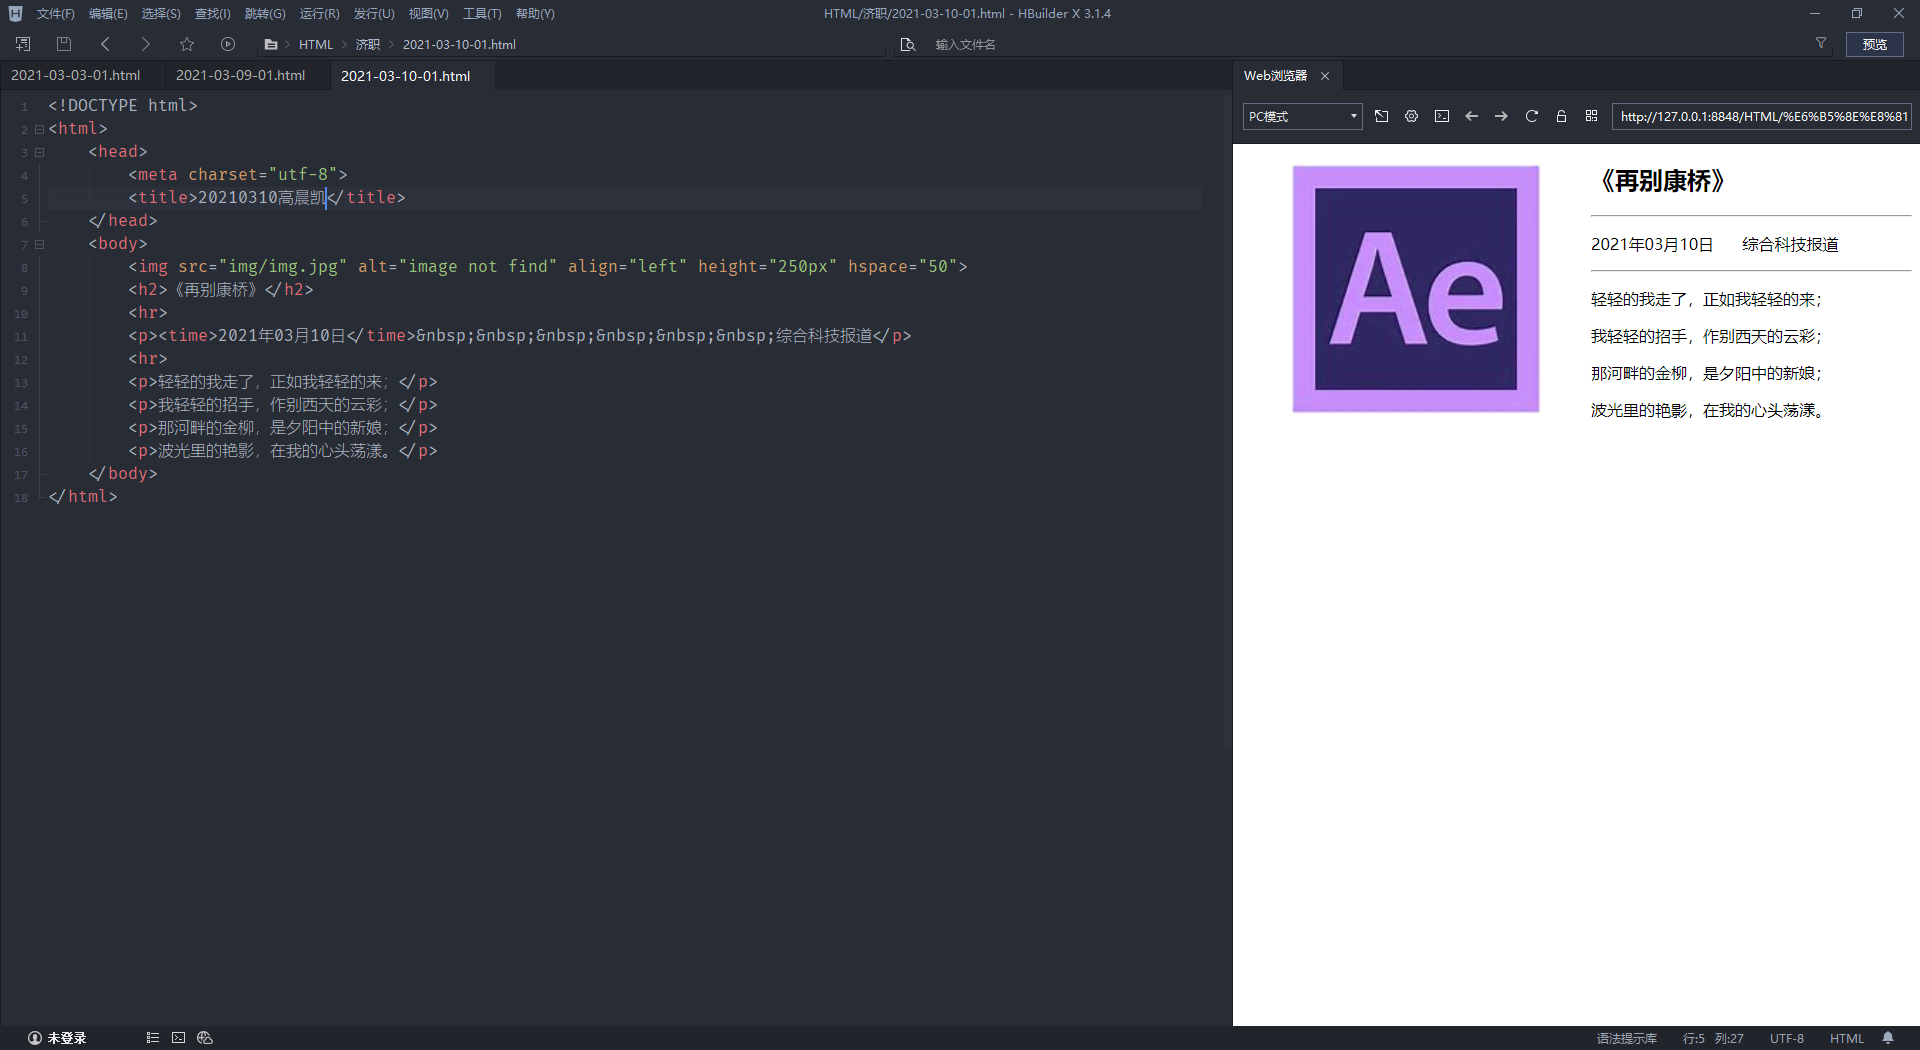 文件(F) 编辑(E) 选择(S) 查找(I) 跳转(G) 运行(R) 发行(U) 视图(V) 工具(T) 帮助(Y)
HTML/济职/2021-03-10-01.html - HBuilder X 3.1.4
HTML 济职 2021-03-10-01.html
输入文件名
预览
2021-03-03-01.html
2021-03-09-01.html
2021-03-10-01.html
1 <!DOCTYPE html>
2 <html>
3 <head>
4 <meta charset="utf-8">
5 <title>20210310高晨凯</title>
6 </head>
7 <body>
8 <img src="img/img.jpg" alt="image not find" align="left" height="250px" hspace="50">
9 <h2>《再别康桥》</h2>
10 <hr>
11 <p><time>2021年03月10日</time>&nbsp;&nbsp;&nbsp;&nbsp;&nbsp;&nbsp;综合科技报道</p>
12 <hr>
13 <p>轻轻的我走了，正如我轻轻的来；</p>
14 <p>我轻轻的招手，作别西天的云彩；</p>
15 <p>那河畔的金柳，是夕阳中的新娘；</p>
16 <p>波光里的艳影，在我的心头荡漾。</p>
17 </body>
18 </html>
Web浏览器
PC模式
http://127.0.0.1:8848/HTML/%E6%B5%8E%E8%81
Ae
《再别康桥》
2021年03月10日 综合科技报道
轻轻的我走了，正如我轻轻的来；
我轻轻的招手，作别西天的云彩；
那河畔的金柳，是夕阳中的新娘；
波光里的艳影，在我的心头荡漾。
未登录
语法提示库 行:5 列:27 UTF-8 HTML